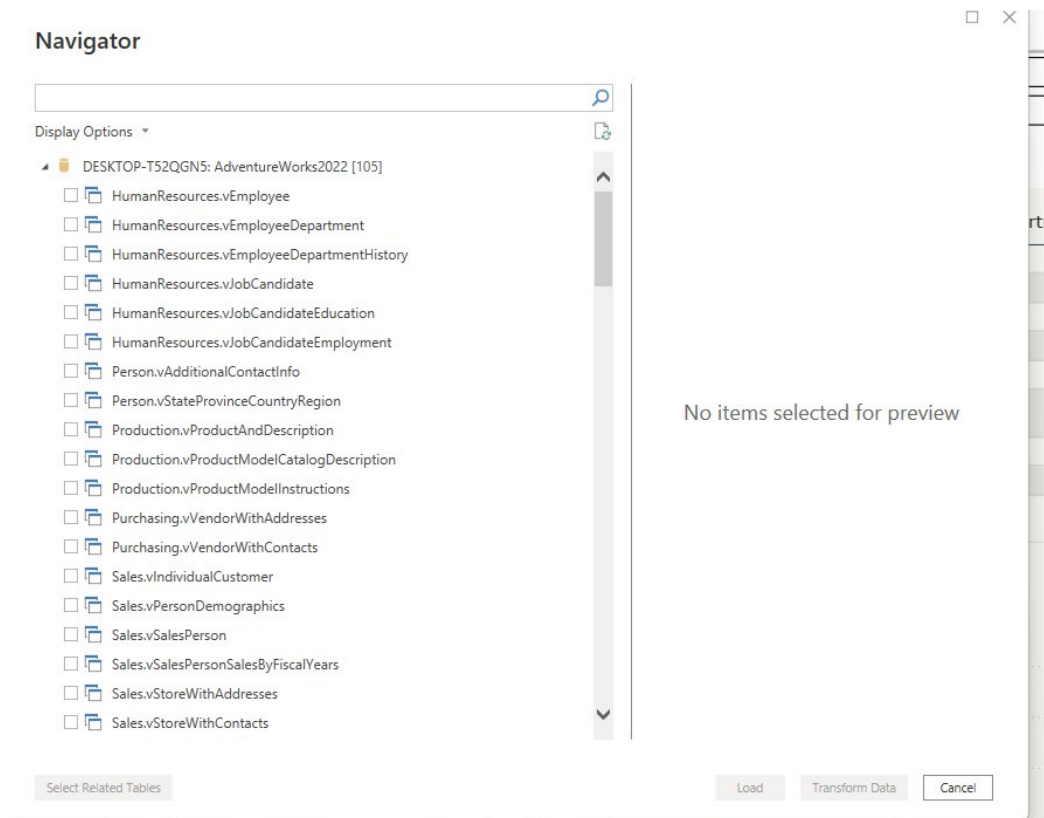 Navigator
Display Options
DESKTOP-T52QGN5: AdventureWorks2022 [105]
HumanResources.vEmployee
HumanResources.vEmployeeDepartment
HumanResources.vEmployeeDepartmentHistory
HumanResources.vJobCandidate
HumanResources.vJobCandidateEducation
HumanResources.vJobCandidateEmployment
Person.vAdditionalContactInfo
Person.vStateProvinceCountryRegion
Production.vProductAndDescription
Production.vProductModelCatalogDescription
Production.vProductModelInstructions
Purchasing.vVendorWithAddresses
Purchasing.vVendorWithContacts
Sales.vIndividualCustomer
Sales.vPersonDemographics
Sales.vSalesPerson
Sales.vSalesPersonSalesByFiscalYears
Sales.vStoreWithAddresses
Sales.vStoreWithContacts
No items selected for preview
Select Related Tables
Load
Transform Data
Cancel